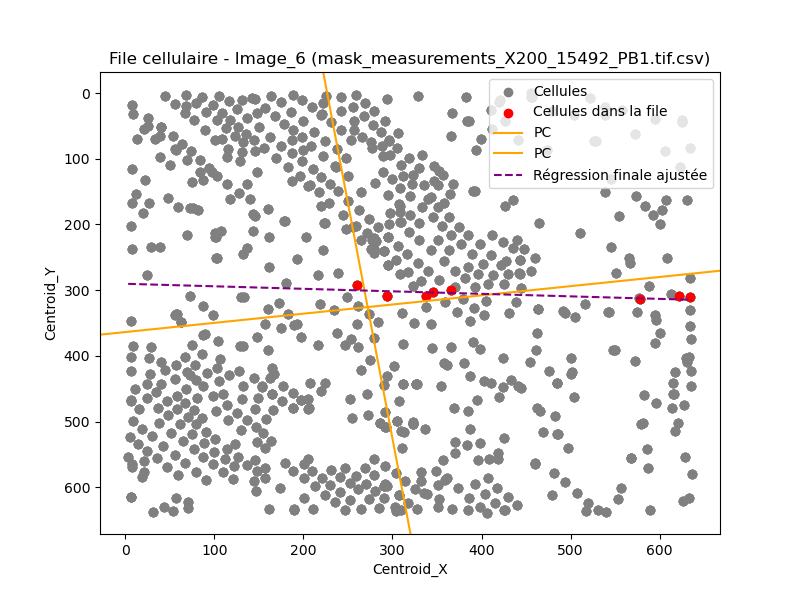 File cellulaire - Image_6 (mask_measurements_X200_15492_PB1.tif.csv)
Cellules
Cellules dans la file
PC
PC
Régression finale ajustée
0
100
200
300
400
500
600
Centroid_Y
0 100 200 300 400 500 600
Centroid_X